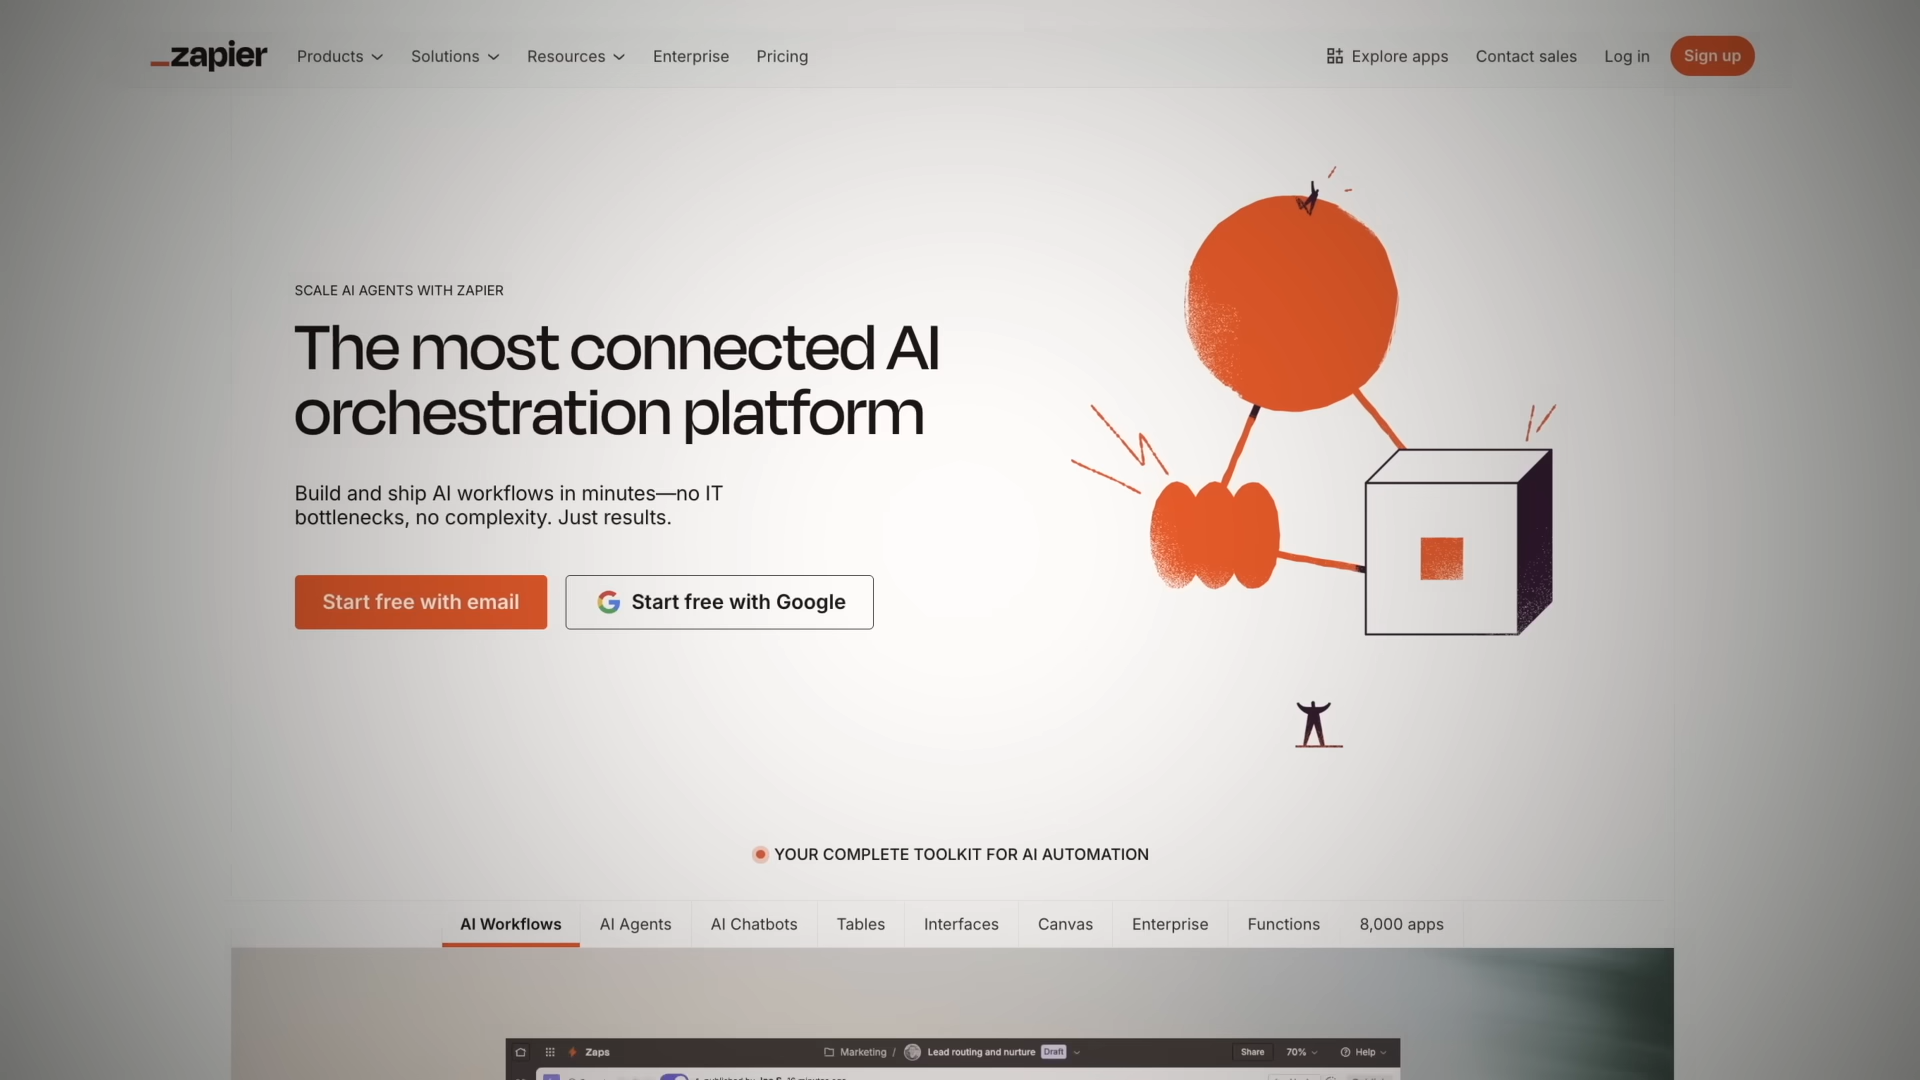 zapier
Products
Solutions
Resources
Enterprise
Pricing
Explore apps
Contact sales
Log in
Sign up
SCALE AI AGENTS WITH ZAPIER
The most connected AI
orchestration platform
Build and ship AI workflows in minutes—no IT
bottlenecks, no complexity. Just results.
Start free with email
Start free with Google
YOUR COMPLETE TOOLKIT FOR AI AUTOMATION
AI Workflows
AI Agents
AI Chatbots
Tables
Interfaces
Canvas
Enterprise
Functions
8,000 apps
Zaps
Marketing / Lead routing and nurture Draft
Share
70%
Help